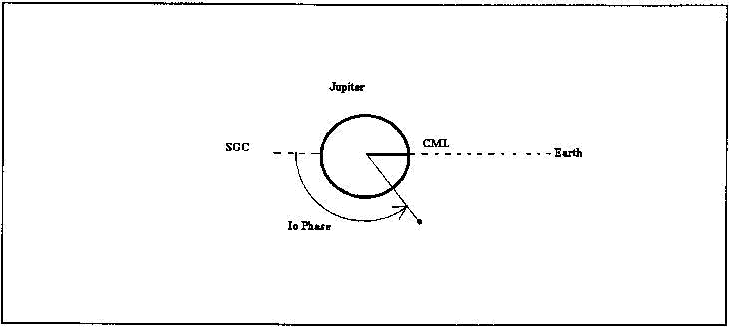 Jupiter
SGC
CML
Earth
Io Phase